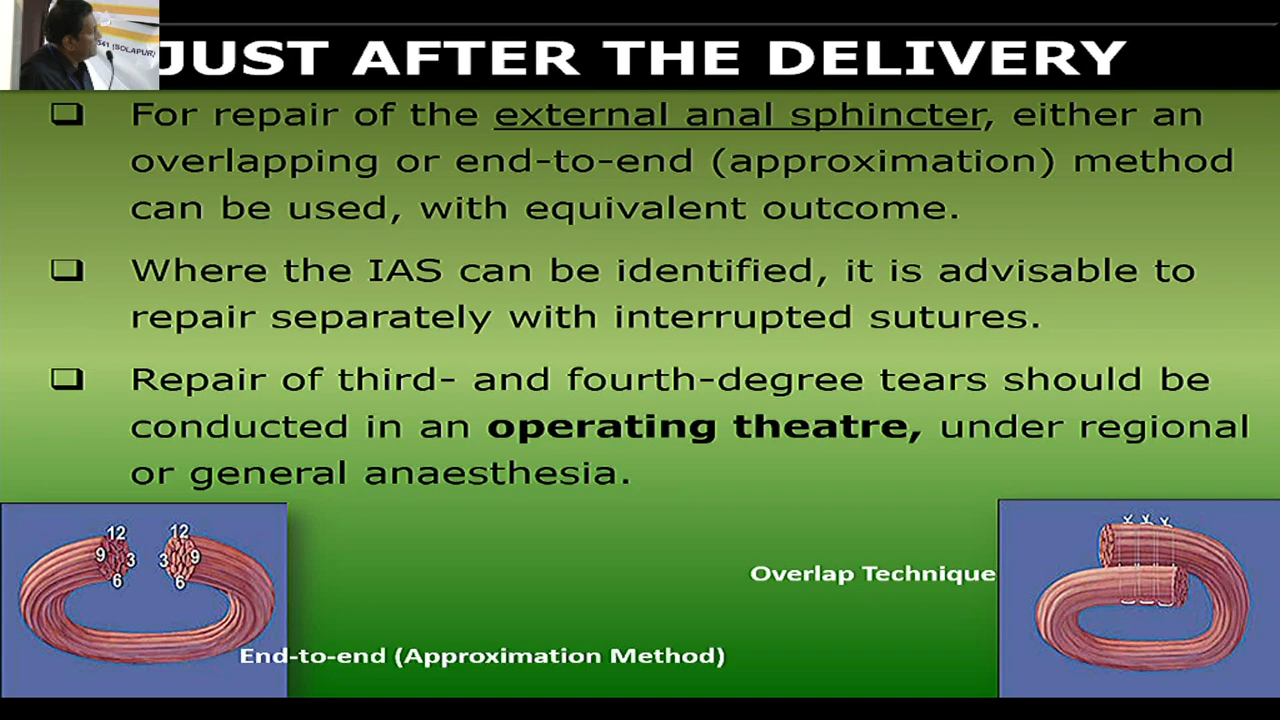 541 (SOLAPUR)
JUST AFTER THE DELIVERY
❑ For repair of the external anal sphincter, either an
overlapping or end-to-end (approximation) method
can be used, with equivalent outcome.
❑ Where the IAS can be identified, it is advisable to
repair separately with interrupted sutures.
❑ Repair of third- and fourth-degree tears should be
conducted in an operating theatre, under regional
or general anaesthesia.
12 12
9 3 3 9
6 6
Overlap Technique
End-to-end (Approximation Method)